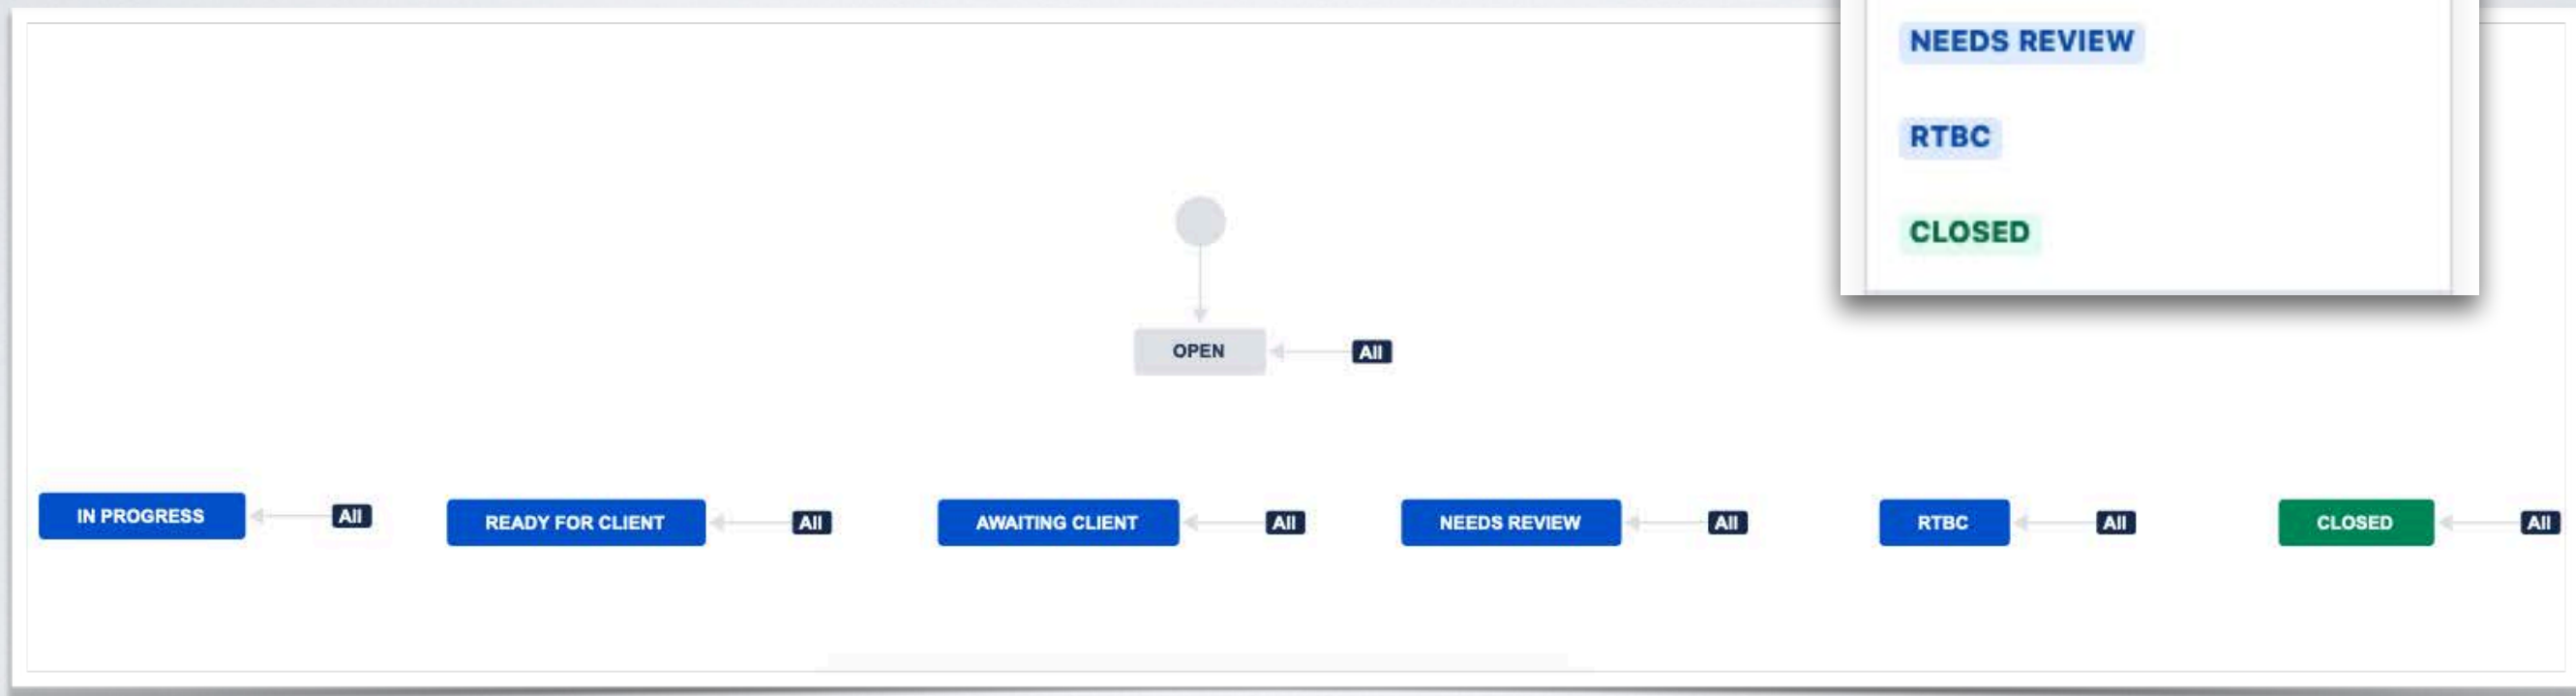 NEEDS REVIEW
RTBC
CLOSED
OPEN All
IN PROGRESS All READY FOR CLIENT All AWAITING CLIENT All NEEDS REVIEW All RTBC All CLOSED All